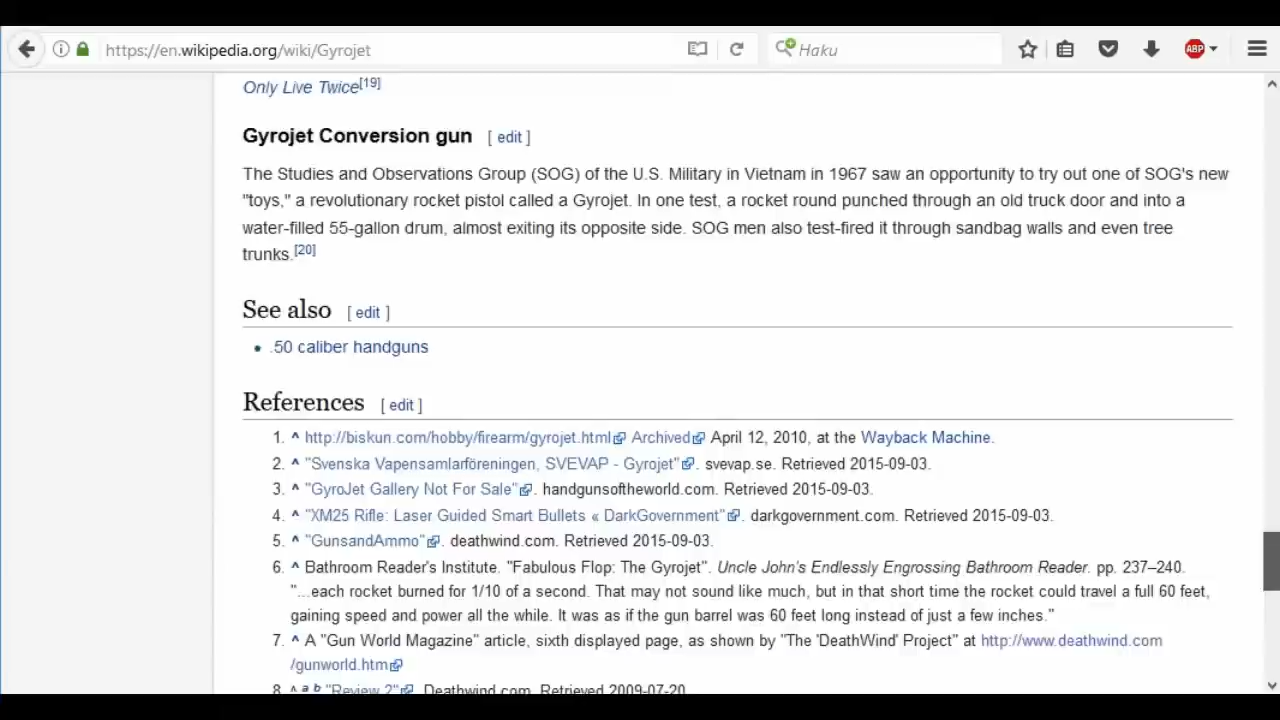 https://en.wikipedia.org/wiki/Gyrojet
Haku
ABP
Only Live Twice[19]
Gyrojet Conversion gun [ edit ]
The Studies and Observations Group (SOG) of the U.S. Military in Vietnam in 1967 saw an opportunity to try out one of SOG's new
"toys," a revolutionary rocket pistol called a Gyrojet. In one test, a rocket round punched through an old truck door and into a
water-filled 55-gallon drum, almost exiting its opposite side. SOG men also test-fired it through sandbag walls and even tree
trunks.[20]
See also [ edit ]
.50 caliber handguns
References [ edit ]
1. ^ http://biskun.com/hobby/firearm/gyrojet.html Archived April 12, 2010, at the Wayback Machine.
2. ^ "Svenska Vapensamlarföreningen, SVEVAP - Gyrojet". svevap.se. Retrieved 2015-09-03.
3. ^ "GyroJet Gallery Not For Sale". handgunsoftheworld.com. Retrieved 2015-09-03.
4. ^ "XM25 Rifle: Laser Guided Smart Bullets « DarkGovernment". darkgovernment.com. Retrieved 2015-09-03.
5. ^ "GunsandAmmo". deathwind.com. Retrieved 2015-09-03.
6. ^ Bathroom Reader's Institute. "Fabulous Flop: The Gyrojet". Uncle John's Endlessly Engrossing Bathroom Reader. pp. 237–240.
"...each rocket burned for 1/10 of a second. That may not sound like much, but in that short time the rocket could travel a full 60 feet,
gaining speed and power all the while. It was as if the gun barrel was 60 feet long instead of just a few inches."
7. ^ A "Gun World Magazine" article, sixth displayed page, as shown by "The 'DeathWind' Project" at http://www.deathwind.com
/gunworld.htm
8. ^ a b "Review 2". Deathwind.com. Retrieved 2009-07-20.